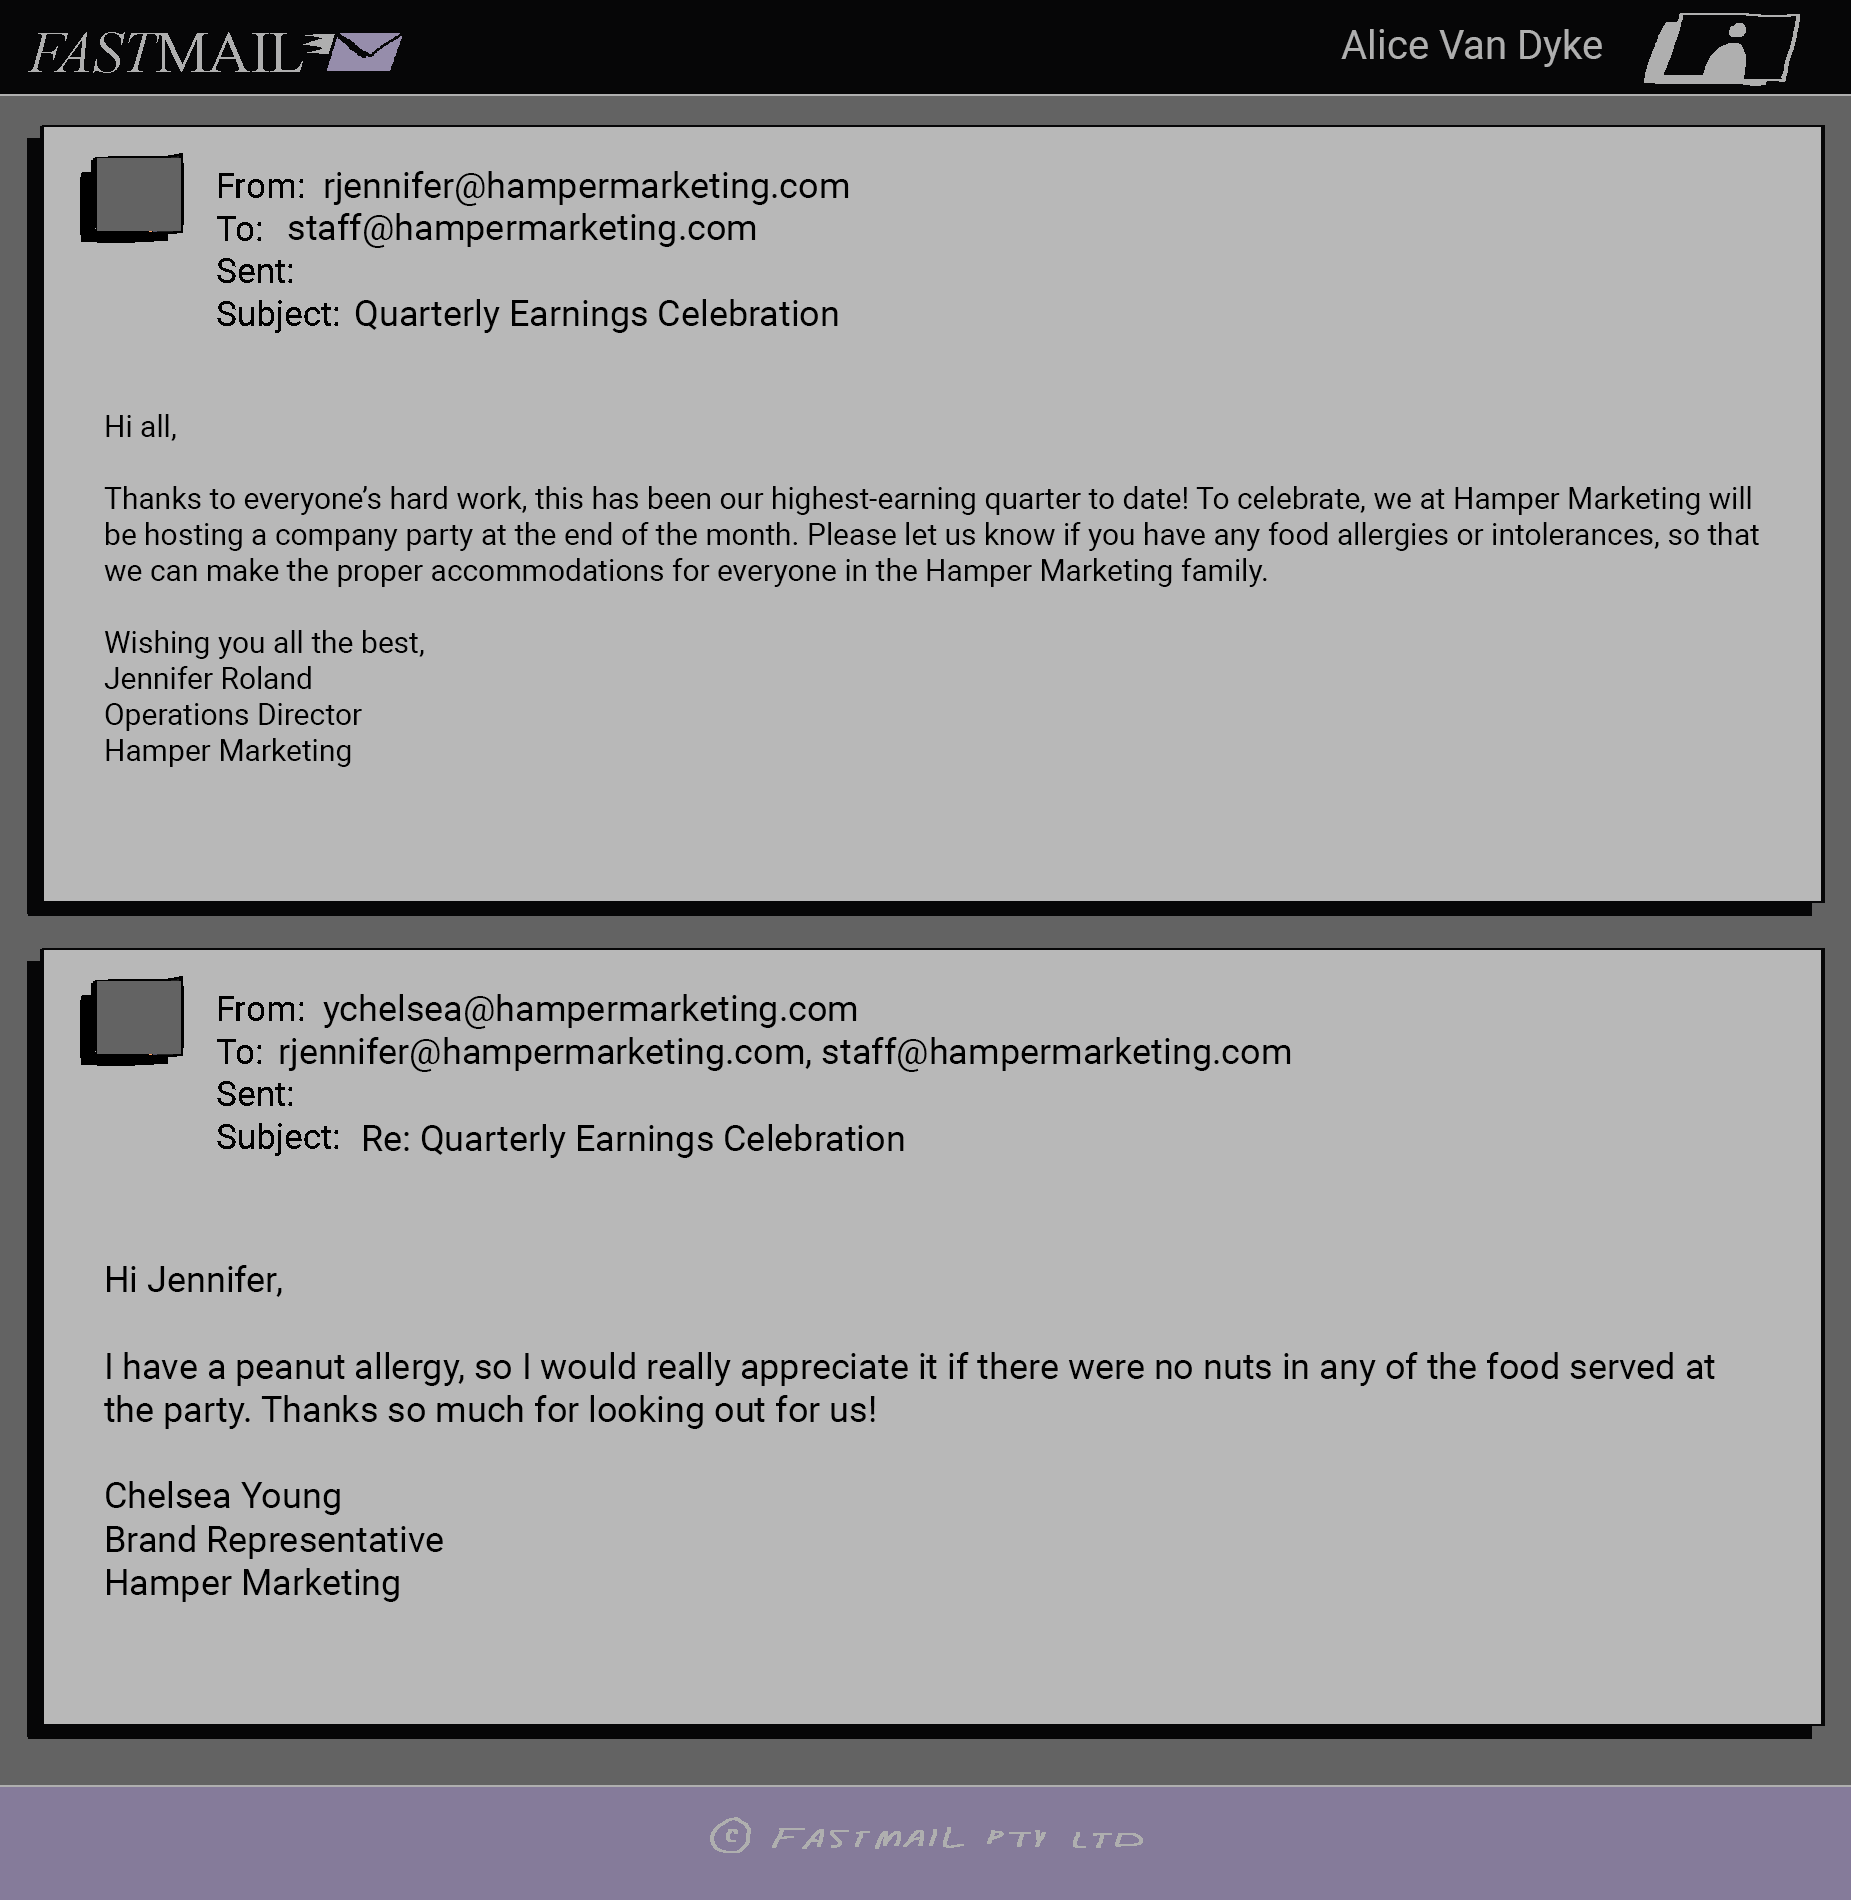 FASTMAIL
Alice Van Dyke
From: rjennifer@hampermarketing.com
To: staff@hampermarketing.com
Sent:
Subject: Quarterly Earnings Celebration
Hi all,
Thanks to everyone’s hard work, this has been our highest-earning quarter to date! To celebrate, we at Hamper Marketing will
be hosting a company party at the end of the month. Please let us know if you have any food allergies or intolerances, so that
we can make the proper accommodations for everyone in the Hamper Marketing family.
Wishing you all the best,
Jennifer Roland
Operations Director
Hamper Marketing
From: ychelsea@hampermarketing.com
To: rjennifer@hampermarketing.com, staff@hampermarketing.com
Sent:
Subject: Re: Quarterly Earnings Celebration
Hi Jennifer,
I have a peanut allergy, so I would really appreciate it if there were no nuts in any of the food served at
the party. Thanks so much for looking out for us!
Chelsea Young
Brand Representative
Hamper Marketing
© FASTMAIL PTY LTD